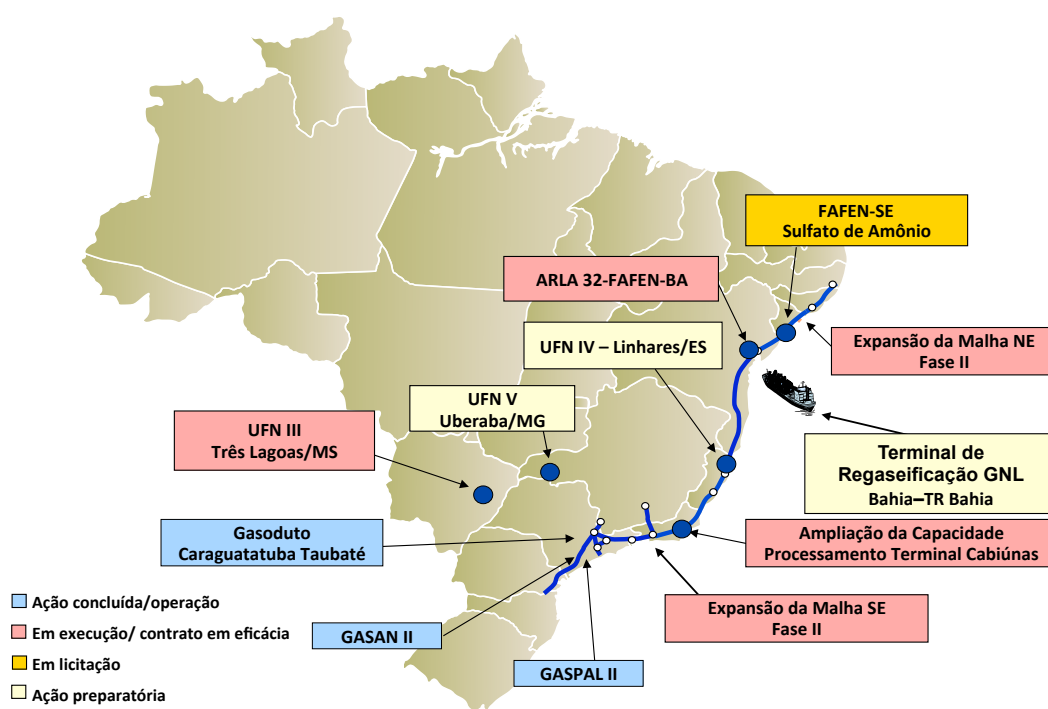 FAFEN-SE
Sulfato de Amônio
ARLA 32-FAFEN-BA
UFN IV – Linhares/ES
Expansão da Malha NE
Fase II
UFN V
Uberaba/MG
UFN III
Três Lagoas/MS
Terminal de
Regaseificação GNL
Bahia–TR Bahia
Gasoduto
Caraguatatuba Taubaté
Ampliação da Capacidade
Processamento Terminal Cabiúnas
Expansão da Malha SE
Fase II
GASAN II
GASPAL II
Ação concluída/operação
Em execução/ contrato em eficácia
Em licitação
Ação preparatória